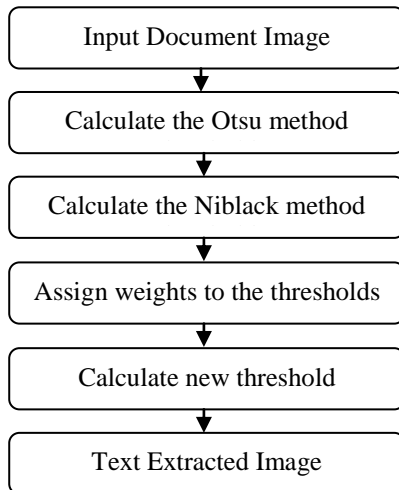 Input Document Image
Calculate the Otsu method
Calculate the Niblack method
Assign weights to the thresholds
Calculate new threshold
Text Extracted Image